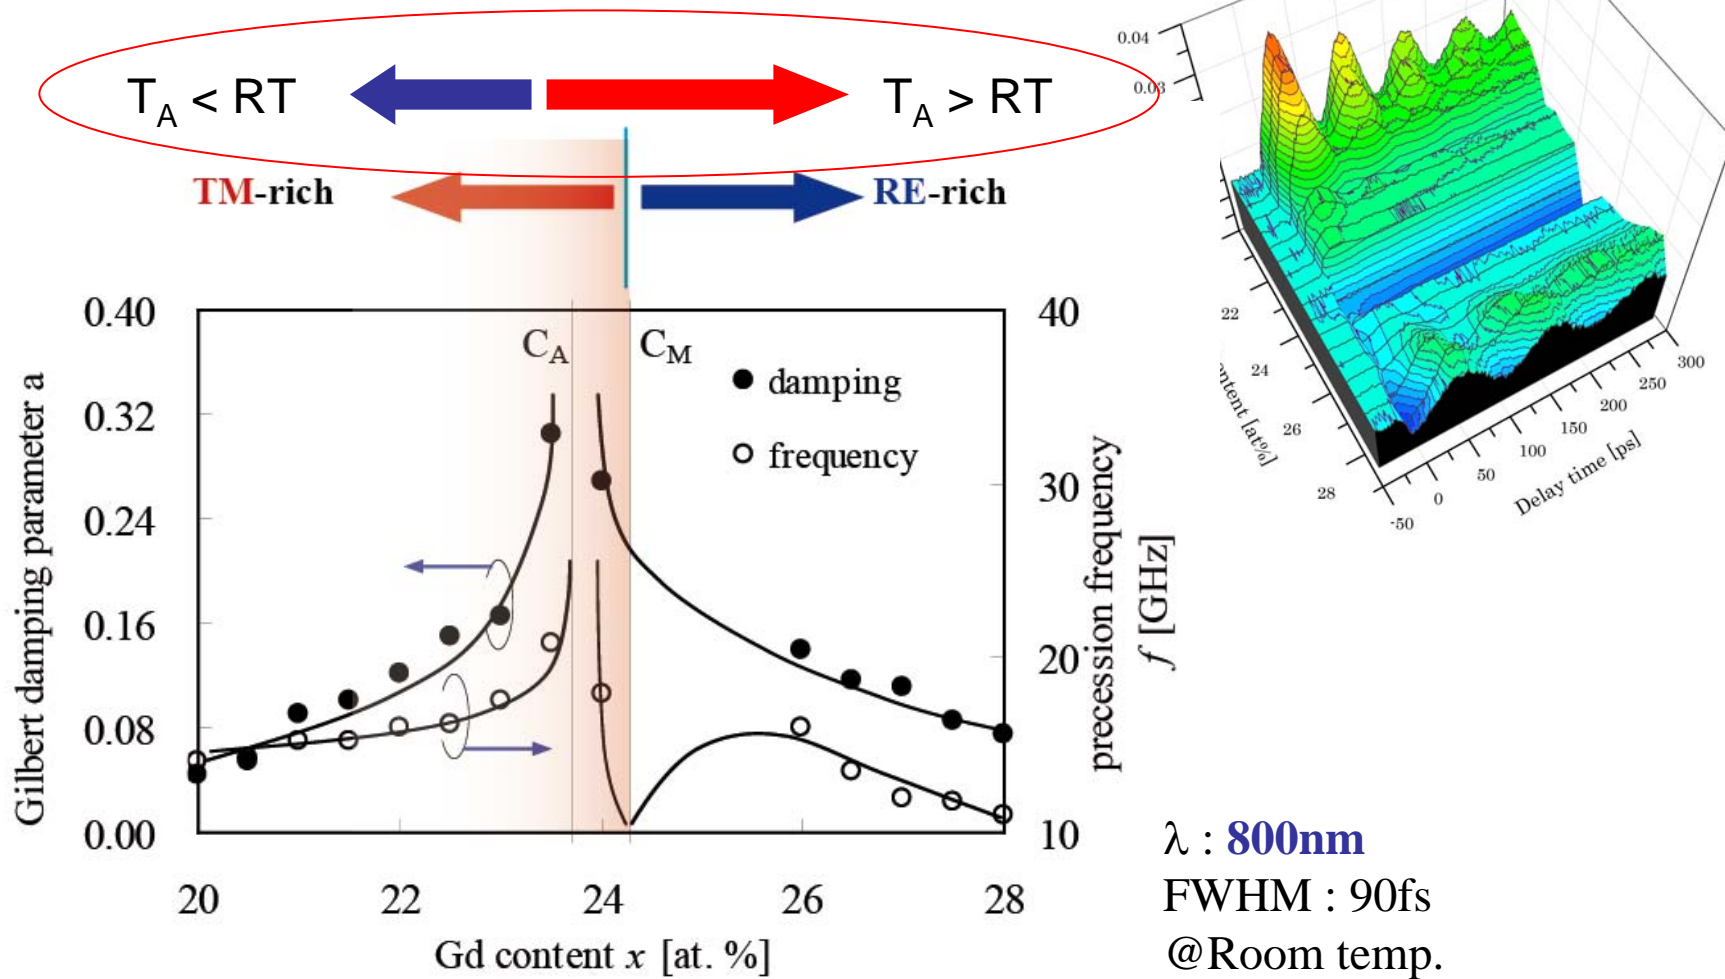 T_A < RT
T_A > RT
TM-rich
RE-rich
0.40
0.32
0.24
0.16
0.08
0.00
Gilbert damping parameter a
C_A
C_M
damping
frequency
40
30
20
10
precession frequency
f [GHz]
20
22
24
26
28
Gd content x [at. %]
0.04
0.03
22
24
26
28
ontent [at%]
-50
0
50
100
150
200
250
300
Delay time [ps]
λ : 800nm
FWHM : 90fs
@Room temp.